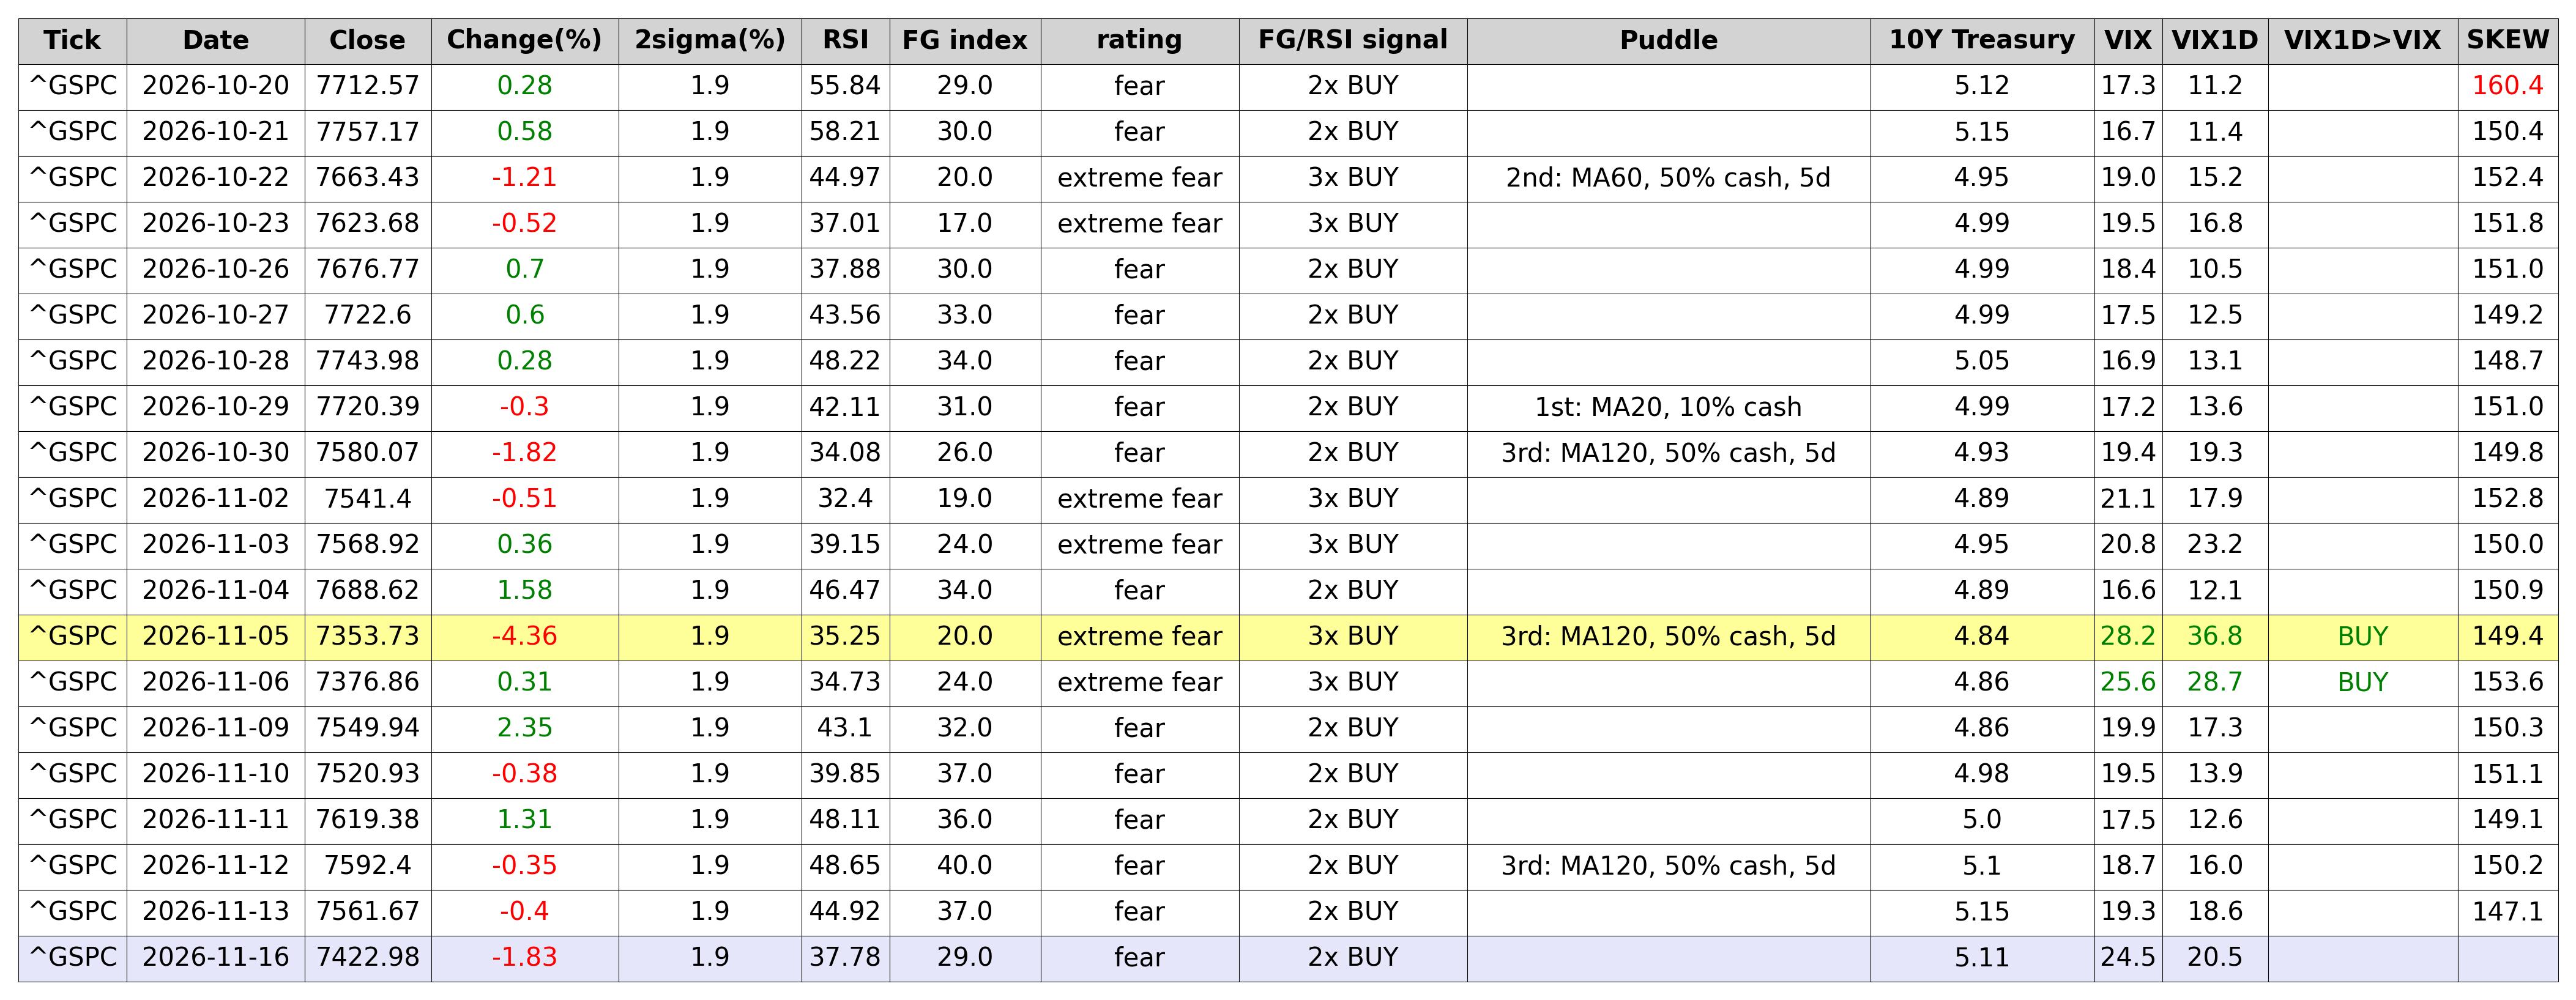 Tick Date Close Change(%) 2sigma(%) RSI FG index rating FG/RSI signal Puddle 10Y Treasury VIX VIX1D VIX1D>VIX SKEW
^GSPC 2026-10-20 7712.57 0.28 1.9 55.84 29.0 fear 2x BUY 5.12 17.3 11.2 160.4
^GSPC 2026-10-21 7757.17 0.58 1.9 58.21 30.0 fear 2x BUY 5.15 16.7 11.4 150.4
^GSPC 2026-10-22 7663.43 -1.21 1.9 44.97 20.0 extreme fear 3x BUY 2nd: MA60, 50% cash, 5d 4.95 19.0 15.2 152.4
^GSPC 2026-10-23 7623.68 -0.52 1.9 37.01 17.0 extreme fear 3x BUY 4.99 19.5 16.8 151.8
^GSPC 2026-10-26 7676.77 0.7 1.9 37.88 30.0 fear 2x BUY 4.99 18.4 10.5 151.0
^GSPC 2026-10-27 7722.6 0.6 1.9 43.56 33.0 fear 2x BUY 4.99 17.5 12.5 149.2
^GSPC 2026-10-28 7743.98 0.28 1.9 48.22 34.0 fear 2x BUY 5.05 16.9 13.1 148.7
^GSPC 2026-10-29 7720.39 -0.3 1.9 42.11 31.0 fear 2x BUY 1st: MA20, 10% cash 4.99 17.2 13.6 151.0
^GSPC 2026-10-30 7580.07 -1.82 1.9 34.08 26.0 fear 2x BUY 3rd: MA120, 50% cash, 5d 4.93 19.4 19.3 149.8
^GSPC 2026-11-02 7541.4 -0.51 1.9 32.4 19.0 extreme fear 3x BUY 4.89 21.1 17.9 152.8
^GSPC 2026-11-03 7568.92 0.36 1.9 39.15 24.0 extreme fear 3x BUY 4.95 20.8 23.2 150.0
^GSPC 2026-11-04 7688.62 1.58 1.9 46.47 34.0 fear 2x BUY 4.89 16.6 12.1 150.9
^GSPC 2026-11-05 7353.73 -4.36 1.9 35.25 20.0 extreme fear 3x BUY 3rd: MA120, 50% cash, 5d 4.84 28.2 36.8 BUY 149.4
^GSPC 2026-11-06 7376.86 0.31 1.9 34.73 24.0 extreme fear 3x BUY 4.86 25.6 28.7 BUY 153.6
^GSPC 2026-11-09 7549.94 2.35 1.9 43.1 32.0 fear 2x BUY 4.86 19.9 17.3 150.3
^GSPC 2026-11-10 7520.93 -0.38 1.9 39.85 37.0 fear 2x BUY 4.98 19.5 13.9 151.1
^GSPC 2026-11-11 7619.38 1.31 1.9 48.11 36.0 fear 2x BUY 5.0 17.5 12.6 149.1
^GSPC 2026-11-12 7592.4 -0.35 1.9 48.65 40.0 fear 2x BUY 3rd: MA120, 50% cash, 5d 5.1 18.7 16.0 150.2
^GSPC 2026-11-13 7561.67 -0.4 1.9 44.92 37.0 fear 2x BUY 5.15 19.3 18.6 147.1
^GSPC 2026-11-16 7422.98 -1.83 1.9 37.78 29.0 fear 2x BUY 5.11 24.5 20.5